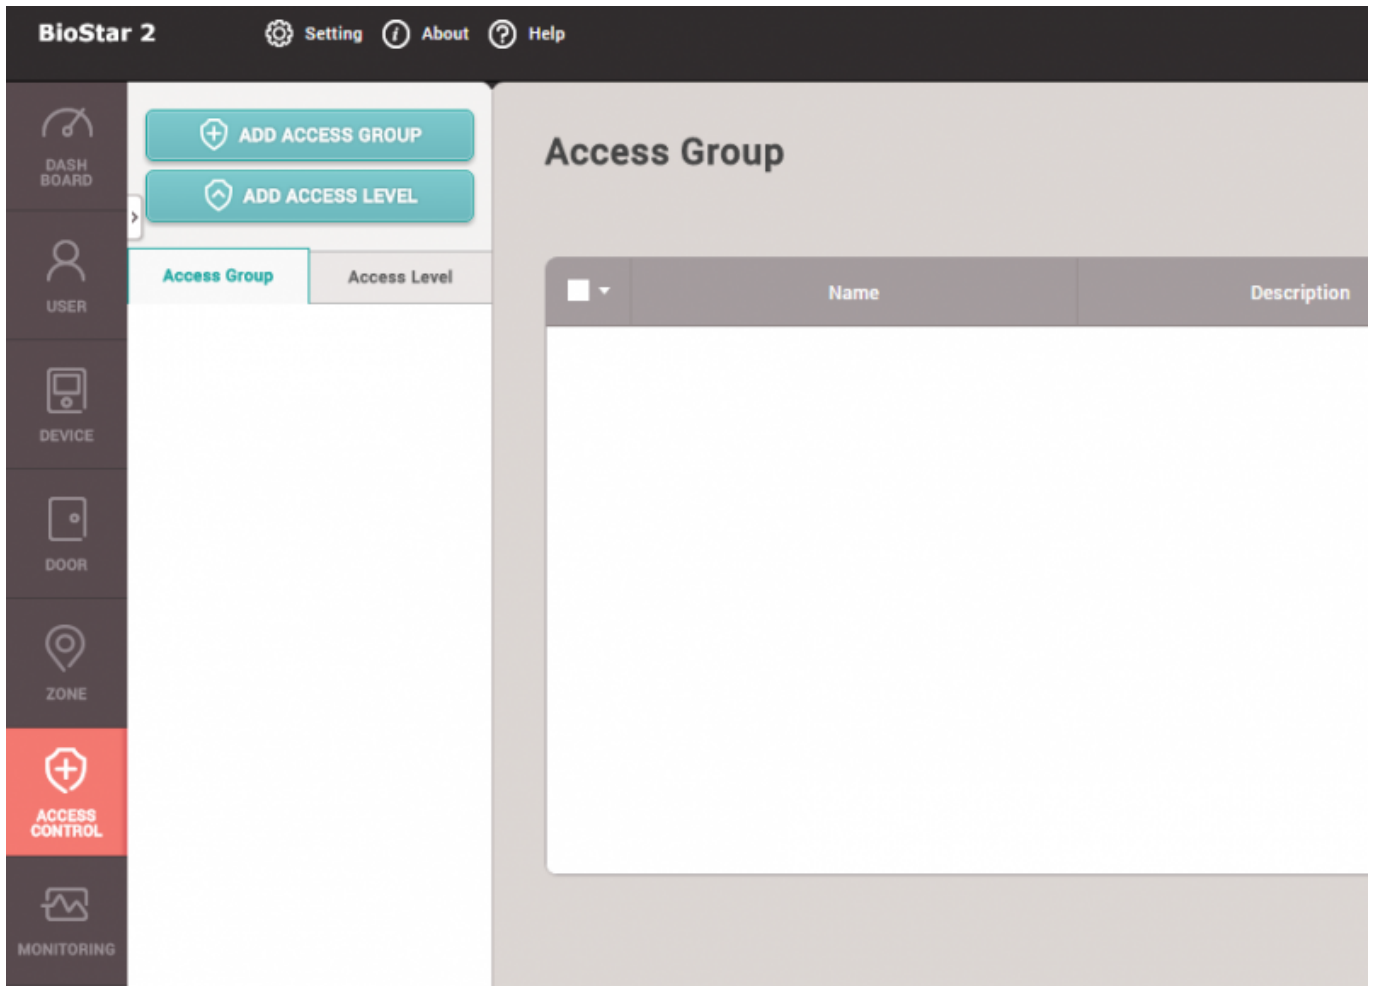 BioStar 2
Setting
About
Help
DASH
BOARD
USER
DEVICE
DOOR
ZONE
ACCESS
CONTROL
MONITORING
ADD ACCESS GROUP
ADD ACCESS LEVEL
Access Group
Access Level
Access Group
Name
Description